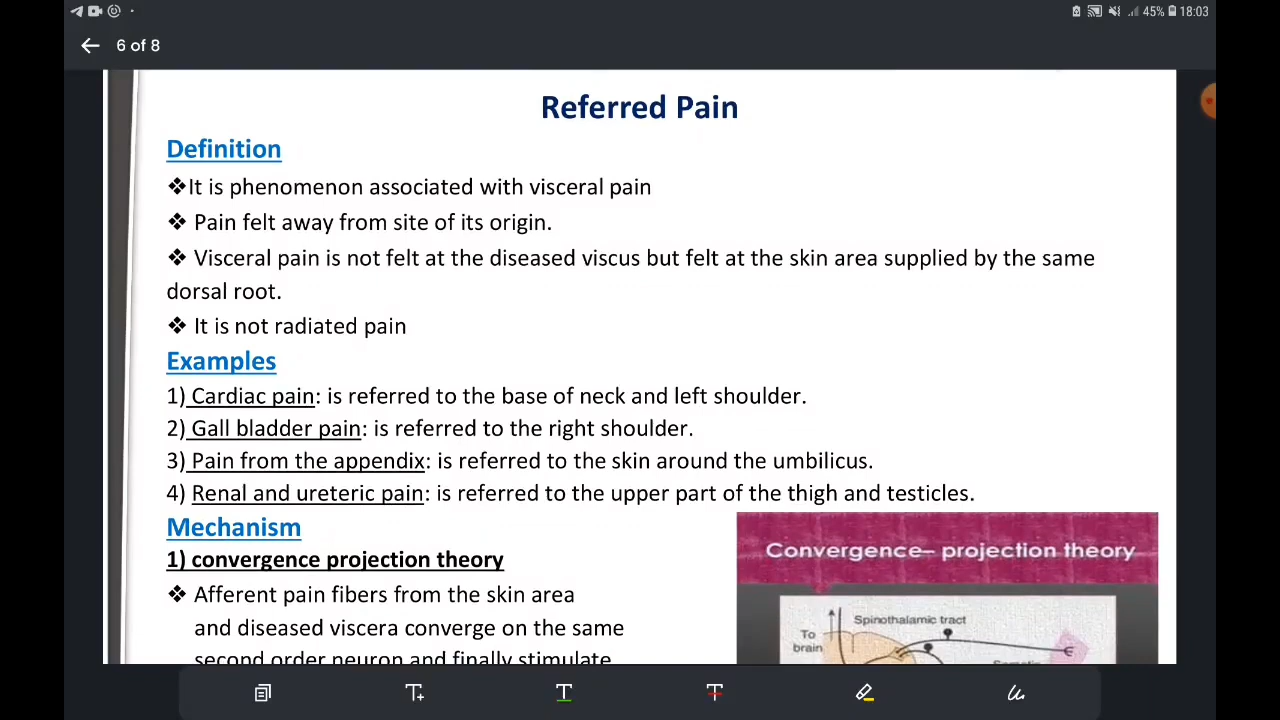 45% 18:03
6 of 8
Referred Pain
Definition
❖It is phenomenon associated with visceral pain
❖ Pain felt away from site of its origin.
❖ Visceral pain is not felt at the diseased viscus but felt at the skin area supplied by the same
dorsal root.
❖ It is not radiated pain
Examples
1) Cardiac pain: is referred to the base of neck and left shoulder.
2) Gall bladder pain: is referred to the right shoulder.
3) Pain from the appendix: is referred to the skin around the umbilicus.
4) Renal and ureteric pain: is referred to the upper part of the thigh and testicles.
Mechanism
1) convergence projection theory
❖ Afferent pain fibers from the skin area
and diseased viscera converge on the same
second order neuron and finally stimulate
Convergence– projection theory
Spinothalamic tract
To
brain